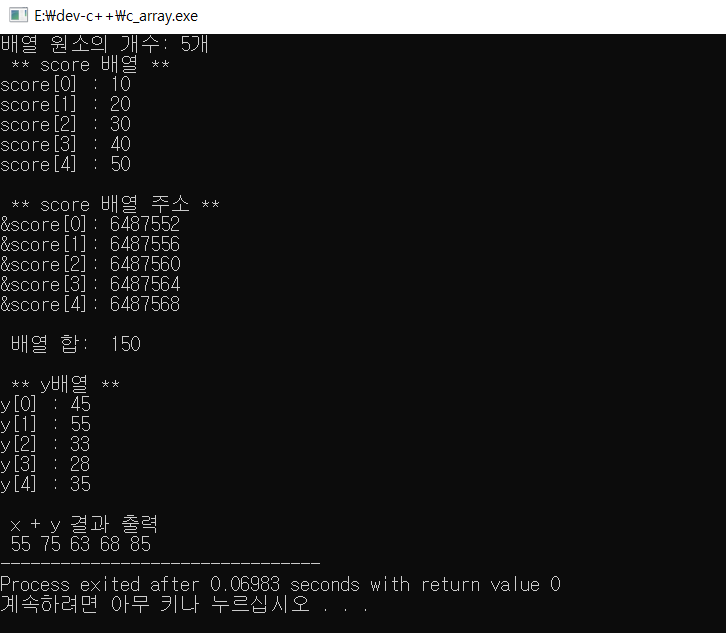 E:₩dev-c++₩c_array.exe
배열 원소의 개수: 5개
** score 배열 **
score[0] : 10
score[1] : 20
score[2] : 30
score[3] : 40
score[4] : 50
** score 배열 주소 **
&score[0]: 6487552
&score[1]: 6487556
&score[2]: 6487560
&score[3]: 6487564
&score[4]: 6487568
배열 합:  150
** y배열 **
y[0] : 45
y[1] : 55
y[2] : 33
y[3] : 28
y[4] : 35
x + y 결과 출력
55 75 63 68 85
--------------------------------
Process exited after 0.06983 seconds with return value 0
계속하려면 아무 키나 누르십시오 . . .